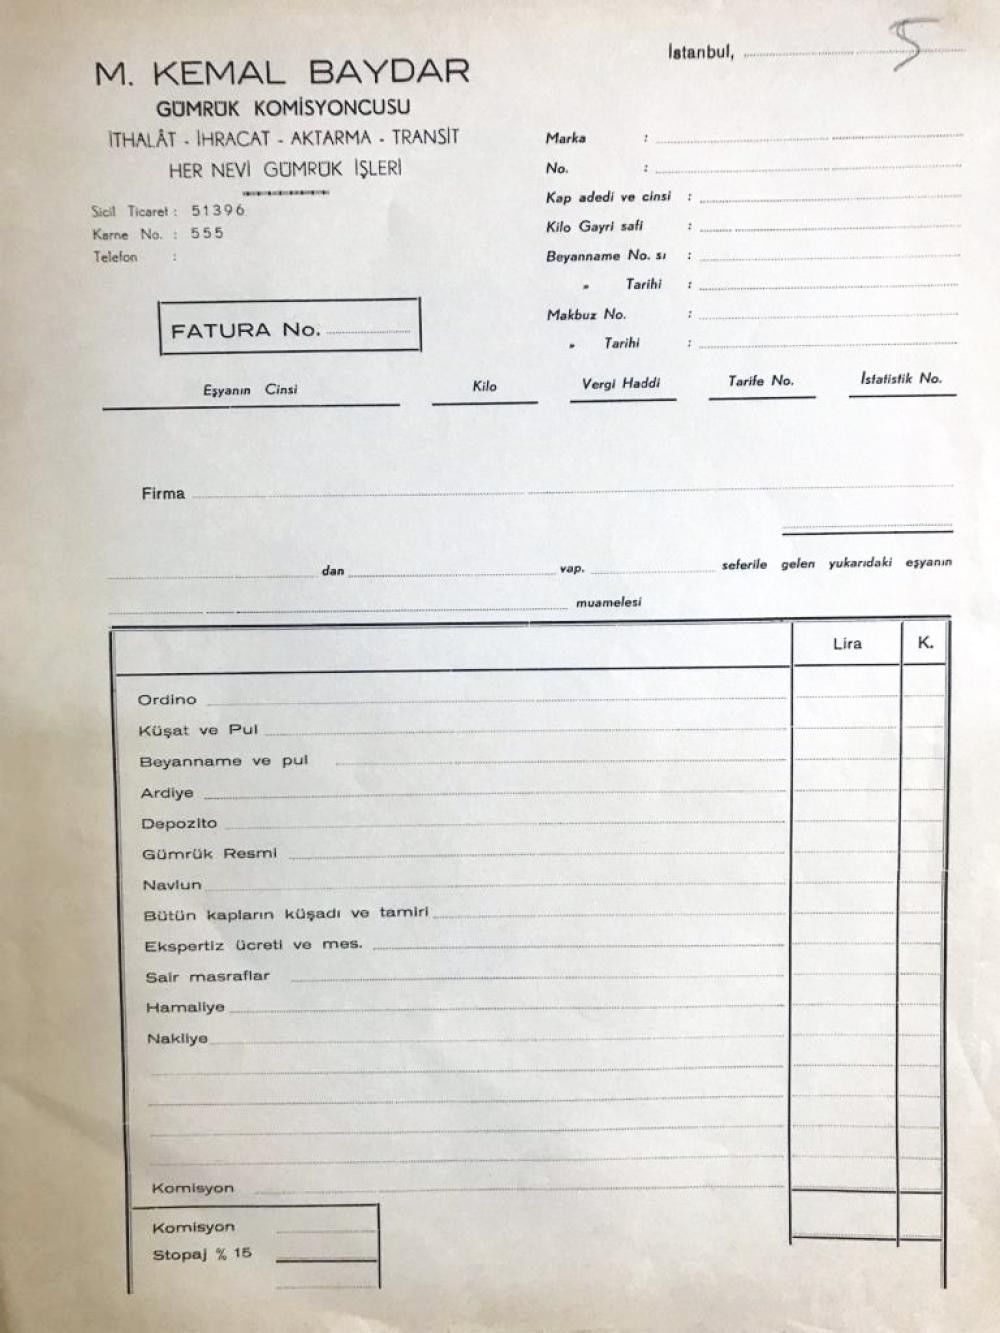 M. KEMAL BAYDAR
GÜMRÜK KOMİSYONCUSU
İTHALÂT - İHRACAT - AKTARMA - TRANSİT
HER NEVİ GÜMRÜK İŞLERİ
Sicil Ticaret : 51396
Karne No. : 555
Telefon :
FATURA No.
İstanbul, 5
Marka :
No. :
Kap adedi ve cinsi :
Kilo Gayri safi :
Beyanname No. sı :
„ Tarihi :
Makbuz No. :
„ Tarihi :
Eşyanın Cinsi Kilo Vergi Haddi Tarife No. İstatistik No.
Firma
dan vap. seferile gelen yukarıdaki eşyanın
muamelesi
Lira K.
Ordino
Küşat ve Pul
Beyanname ve pul
Ardiye
Depozito
Gümrük Resmi
Navlun
Bütün kapların küşadı ve tamiri
Ekspertiz ücreti ve mes.
Sair masraflar
Hamaliye
Nakliye
Komisyon
Komisyon
Stopaj % 15